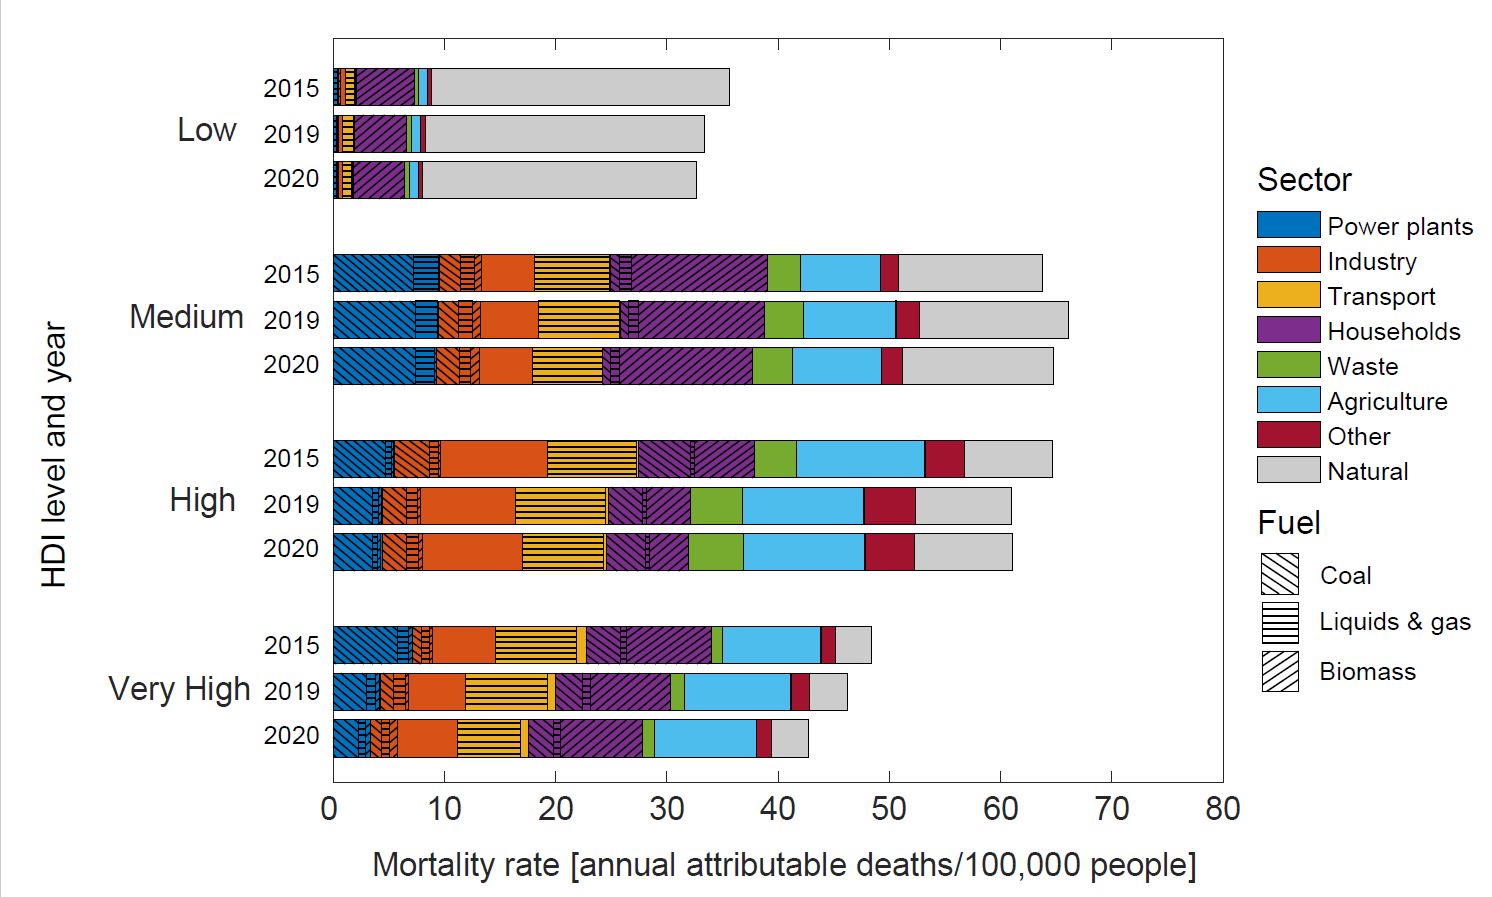 HDI level and year
Low
2015
2019
2020
Medium
2015
2019
2020
High
2015
2019
2020
Very High
2015
2019
2020
0 10 20 30 40 50 60 70 80
Mortality rate [annual attributable deaths/100,000 people]
Sector
Power plants
Industry
Transport
Households
Waste
Agriculture
Other
Natural
Fuel
Coal
Liquids & gas
Biomass